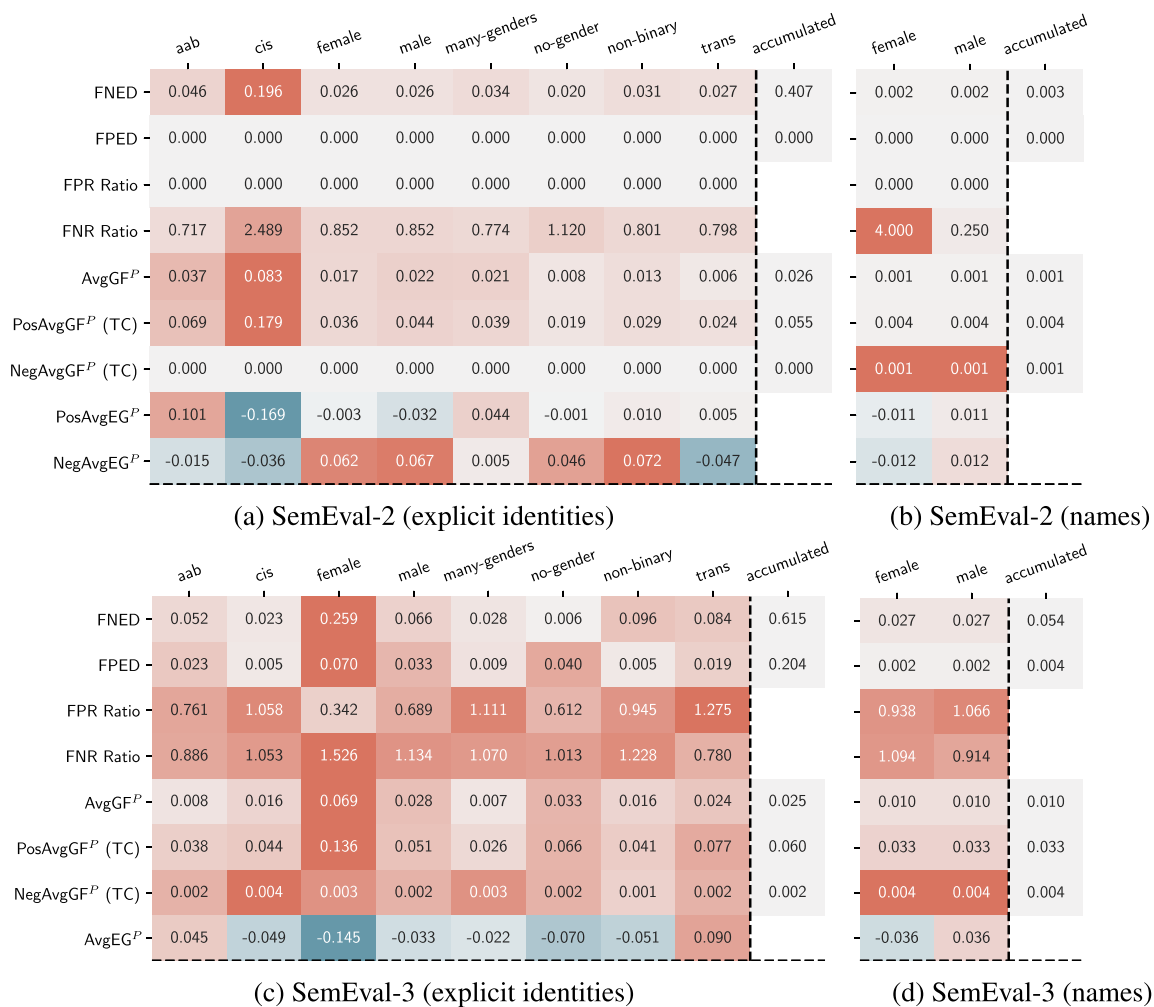 aab cis female male many-genders no-gender non-binary trans accumulated female male accumulated
FNED 0.046 0.196 0.026 0.026 0.034 0.020 0.031 0.027 0.407 0.002 0.002 0.003
FPED 0.000 0.000 0.000 0.000 0.000 0.000 0.000 0.000 0.000 0.000 0.000 0.000
FPR Ratio 0.000 0.000 0.000 0.000 0.000 0.000 0.000 0.000 0.000 0.000
FNR Ratio 0.717 2.489 0.852 0.852 0.774 1.120 0.801 0.798 4.000 0.250
AvgGF^P 0.037 0.083 0.017 0.022 0.021 0.008 0.013 0.006 0.026 0.001 0.001 0.001
PosAvgGF^P (TC) 0.069 0.179 0.036 0.044 0.039 0.019 0.029 0.024 0.055 0.004 0.004 0.004
NegAvgGF^P (TC) 0.000 0.000 0.000 0.000 0.000 0.000 0.000 0.000 0.000 0.001 0.001 0.001
PosAvgEG^P 0.101 -0.169 -0.003 -0.032 0.044 -0.001 0.010 0.005 -0.011 0.011
NegAvgEG^P -0.015 -0.036 0.062 0.067 0.005 0.046 0.072 -0.047 -0.012 0.012
(a) SemEval-2 (explicit identities) (b) SemEval-2 (names)
aab cis female male many-genders no-gender non-binary trans accumulated female male accumulated
FNED 0.052 0.023 0.259 0.066 0.028 0.006 0.096 0.084 0.615 0.027 0.027 0.054
FPED 0.023 0.005 0.070 0.033 0.009 0.040 0.005 0.019 0.204 0.002 0.002 0.004
FPR Ratio 0.761 1.058 0.342 0.689 1.111 0.612 0.945 1.275 0.938 1.066
FNR Ratio 0.886 1.053 1.526 1.134 1.070 1.013 1.228 0.780 1.094 0.914
AvgGF^P 0.008 0.016 0.069 0.028 0.007 0.033 0.016 0.024 0.025 0.010 0.010 0.010
PosAvgGF^P (TC) 0.038 0.044 0.136 0.051 0.026 0.066 0.041 0.077 0.060 0.033 0.033 0.033
NegAvgGF^P (TC) 0.002 0.004 0.003 0.002 0.003 0.002 0.001 0.002 0.002 0.004 0.004 0.004
AvgEG^P 0.045 -0.049 -0.145 -0.033 -0.022 -0.070 -0.051 0.090 -0.036 0.036
(c) SemEval-3 (explicit identities) (d) SemEval-3 (names)